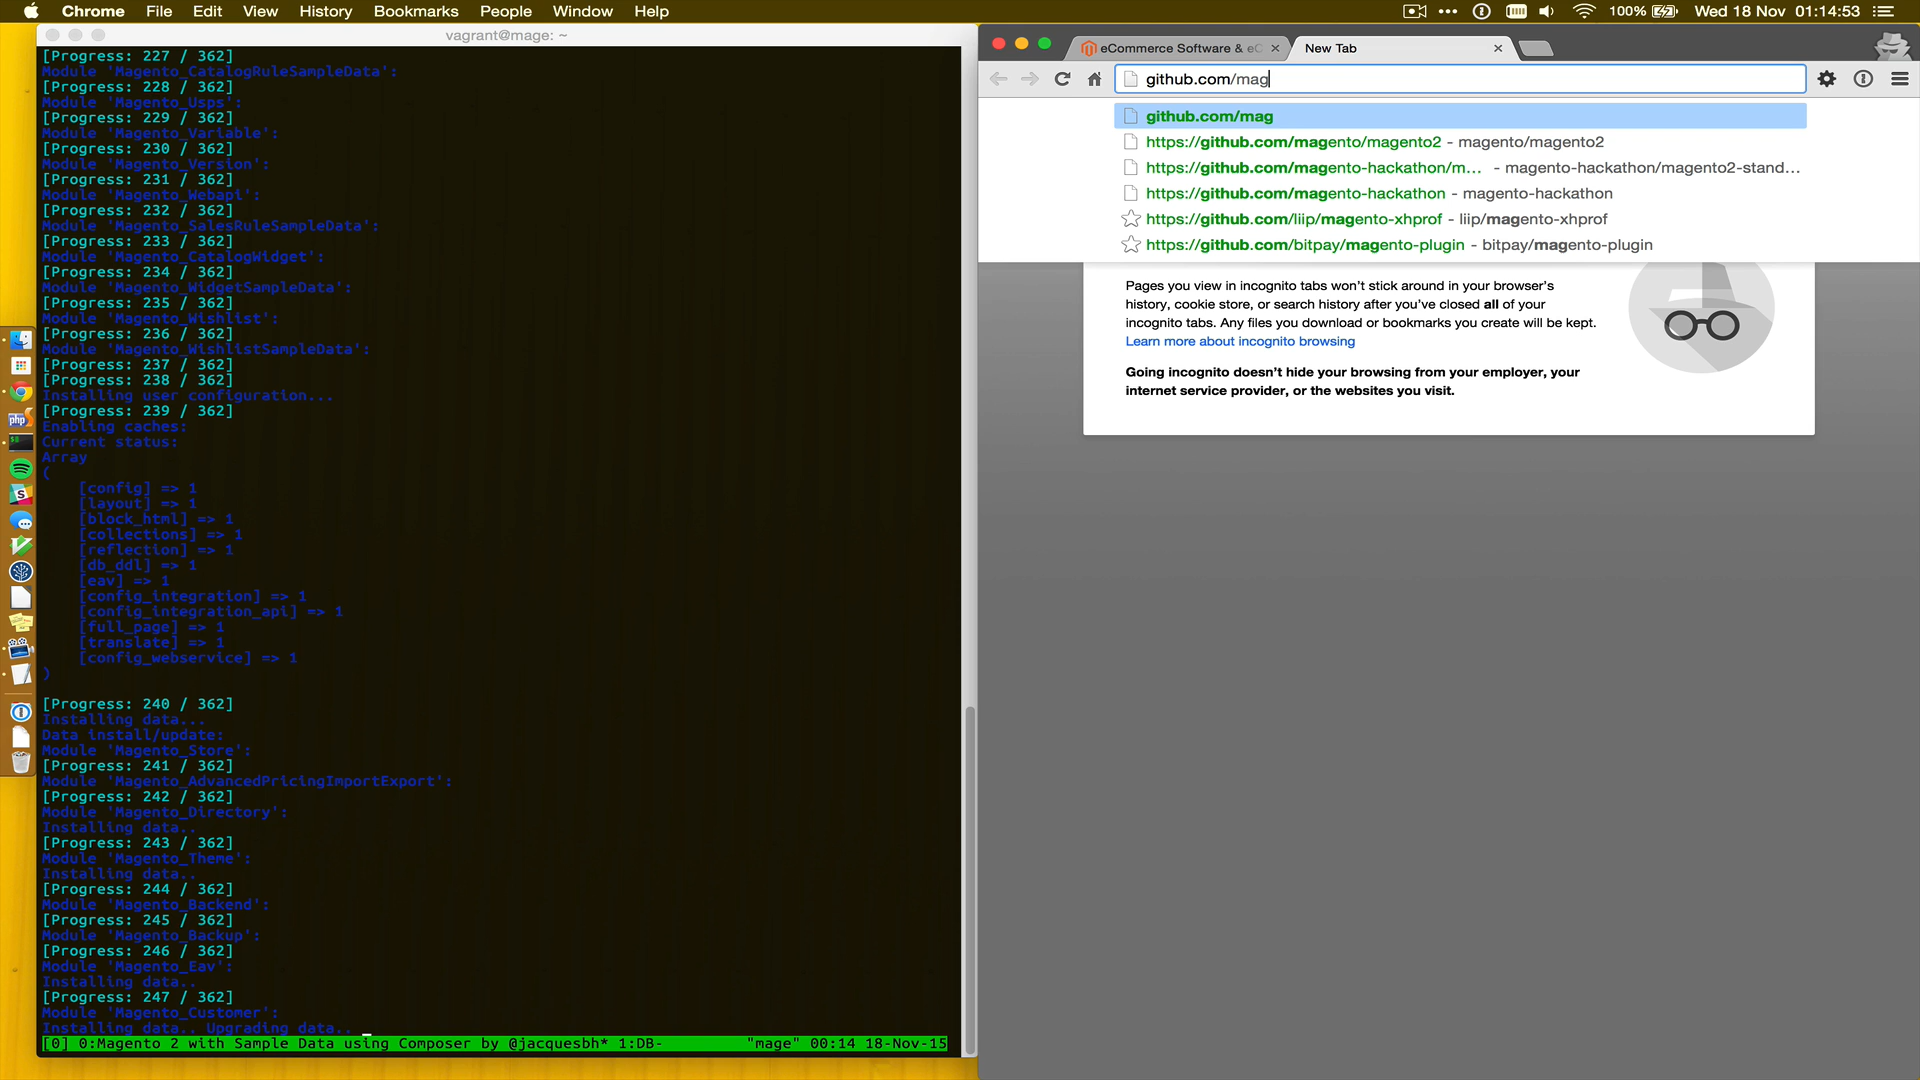 Chrome File Edit View History Bookmarks People Window Help 100% Wed 18 Nov 01:14:53
vagrant@mage: ~
[Progress: 227 / 362]
Module 'Magento_CatalogRuleSampleData':
[Progress: 228 / 362]
Module 'Magento_Usps':
[Progress: 229 / 362]
Module 'Magento_Variable':
[Progress: 230 / 362]
Module 'Magento_Version':
[Progress: 231 / 362]
Module 'Magento_Webapi':
[Progress: 232 / 362]
Module 'Magento_SalesRuleSampleData':
[Progress: 233 / 362]
Module 'Magento_CatalogWidget':
[Progress: 234 / 362]
Module 'Magento_WidgetSampleData':
[Progress: 235 / 362]
Module 'Magento_Wishlist':
[Progress: 236 / 362]
Module 'Magento_WishlistSampleData':
[Progress: 237 / 362]
[Progress: 238 / 362]
Installing user configuration...
[Progress: 239 / 362]
Enabling caches:
Current status:
Array
(
[config] => 1
[layout] => 1
[block_html] => 1
[collections] => 1
[reflection] => 1
[db_ddl] => 1
[eav] => 1
[config_integration] => 1
[config_integration_api] => 1
[full_page] => 1
[translate] => 1
[config_webservice] => 1
)
[Progress: 240 / 362]
Installing data...
Data install/update:
Module 'Magento_Store':
[Progress: 241 / 362]
Module 'Magento_AdvancedPricingImportExport':
[Progress: 242 / 362]
Module 'Magento_Directory':
Installing data..
[Progress: 243 / 362]
Module 'Magento_Theme':
Installing data..
[Progress: 244 / 362]
Module 'Magento_Backend':
[Progress: 245 / 362]
Module 'Magento_Backup':
[Progress: 246 / 362]
Module 'Magento_Eav':
Installing data..
[Progress: 247 / 362]
Module 'Magento_Customer':
Installing data.. Upgrading data..
[0] 0:Magento 2 with Sample Data using Composer by @jacquesbh* 1:DB- "mage" 00:14 18-Nov-15
eCommerce Software & eC New Tab
github.com/mag
github.com/mag
https://github.com/magento/magento2 - magento/magento2
https://github.com/magento-hackathon/m... - magento-hackathon/magento2-stand...
https://github.com/magento-hackathon - magento-hackathon
https://github.com/liip/magento-xhprof - liip/magento-xhprof
https://github.com/bitpay/magento-plugin - bitpay/magento-plugin
Pages you view in incognito tabs won't stick around in your browser's
history, cookie store, or search history after you've closed all of your
incognito tabs. Any files you download or bookmarks you create will be kept.
Learn more about incognito browsing
Going incognito doesn't hide your browsing from your employer, your
internet service provider, or the websites you visit.
php